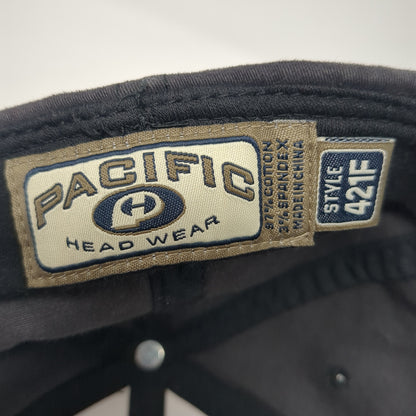 PACIFIC
HEAD WEAR
97% COTTON
3% SPANDEX
MADE IN CHINA
STYLE
421F